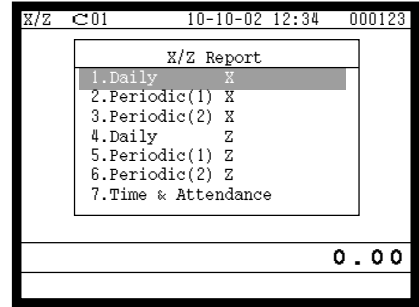 X/Z C01 10-10-02 12:34 000123
X/Z Report
1.Daily X
2.Periodic(1) X
3.Periodic(2) X
4.Daily Z
5.Periodic(1) Z
6.Periodic(2) Z
7.Time & Attendance
0.00